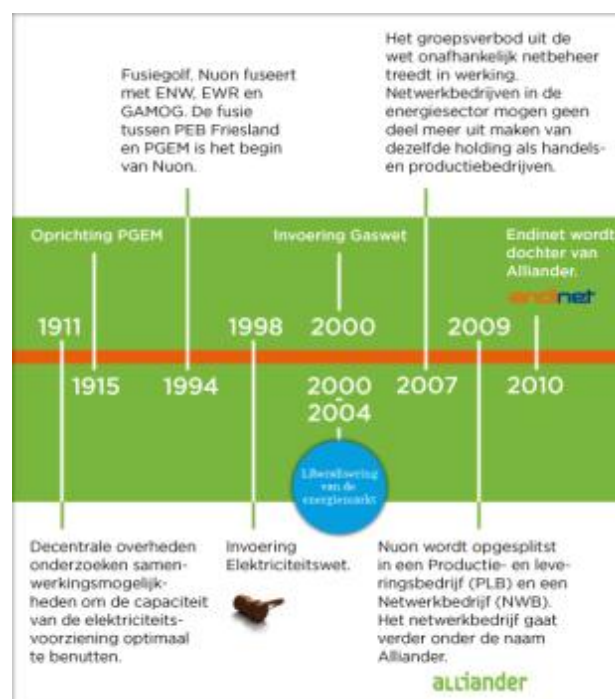 Fusiegolf. Nuon fuseert
met ENW, EWR en
GAMOG. De fusie
tussen PEB Friesland
en PGEM is het begin
van Nuon.
Het groepsverbod uit de
wet onafhankelijk netbeheer
treedt in werking.
Netwerkbedrijven in de
energiesector mogen geen
deel meer uit maken van
dezelfde holding als handels-
en productiebedrijven.
Oprichting PGEM
Invoering Gaswet
Endinet wordt
dochter van
Alliander.
endinet
1911
1998
2000
2009
1915
1994
2000
-
2004
2007
2010
Liberalisering
van de
energiemarkt
Decentrale overheden
onderzoeken samen-
werkingsmogelijk-
heden om de capaciteit
van de elektriciteits-
voorziening optimaal
te benutten.
Invoering
Elektriciteitswet.
Nuon wordt opgesplitst
in een Productie- en leve-
ringsbedrijf (PLB) en een
Netwerkbedrijf (NWB).
Het netwerkbedrijf gaat
verder onder de naam
Alliander.
alliander